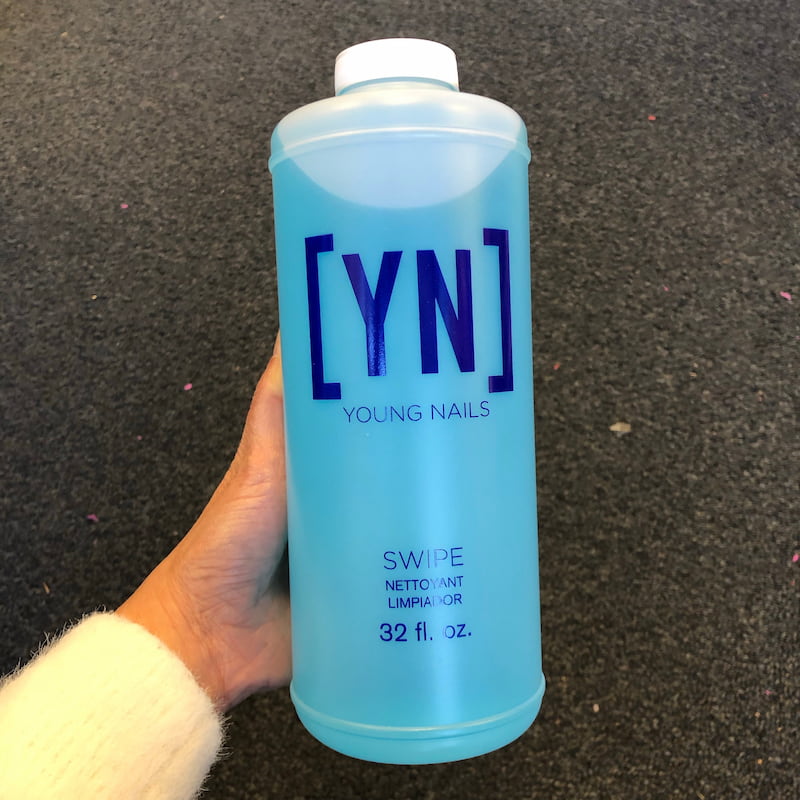 [YN]
YOUNG NAILS
SWIPE
NETTOYANT
LIMPIADOR
32 fl. oz.